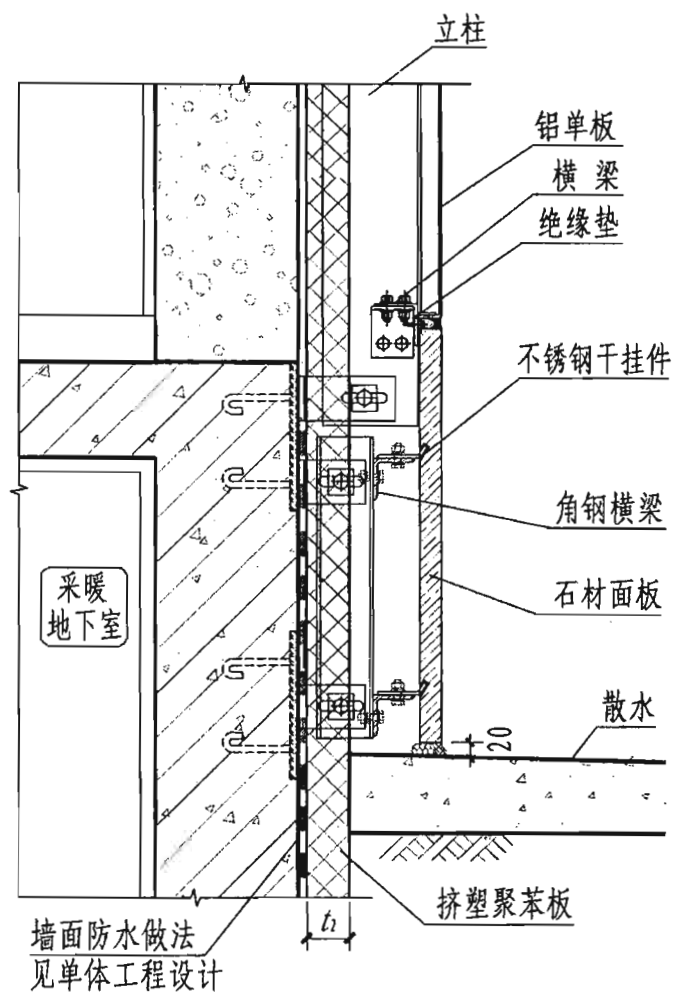 立柱
铝单板
横 梁
绝缘垫
不锈钢干挂件
角钢横梁
采暖
地下室
石材面板
散水
20
挤塑聚苯板
t₁
墙面防水做法
见单体工程设计